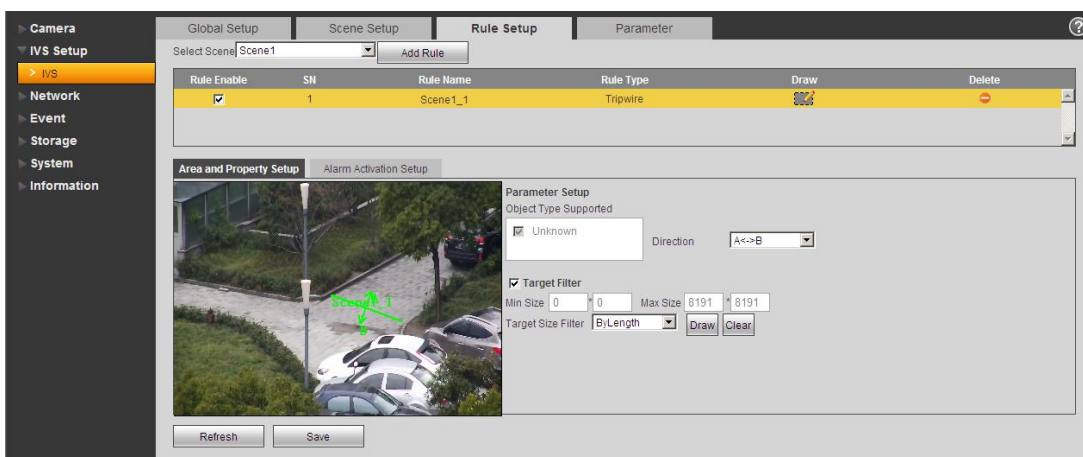 Camera
IVS Setup
> IVS
Network
Event
Storage
System
Information
Global Setup Scene Setup Rule Setup Parameter ?
Select Scene Scene1 Add Rule
Rule Enable SN Rule Name Rule Type Draw Delete
1 Scene1_1 Tripwire
Area and Property Setup Alarm Activation Setup
Scene1_1
B
Parameter Setup
Object Type Supported
Unknown
Direction A<->B
Target Filter
Min Size 0 * 0 Max Size 8191 * 8191
Target Size Filter ByLength Draw Clear
Refresh Save